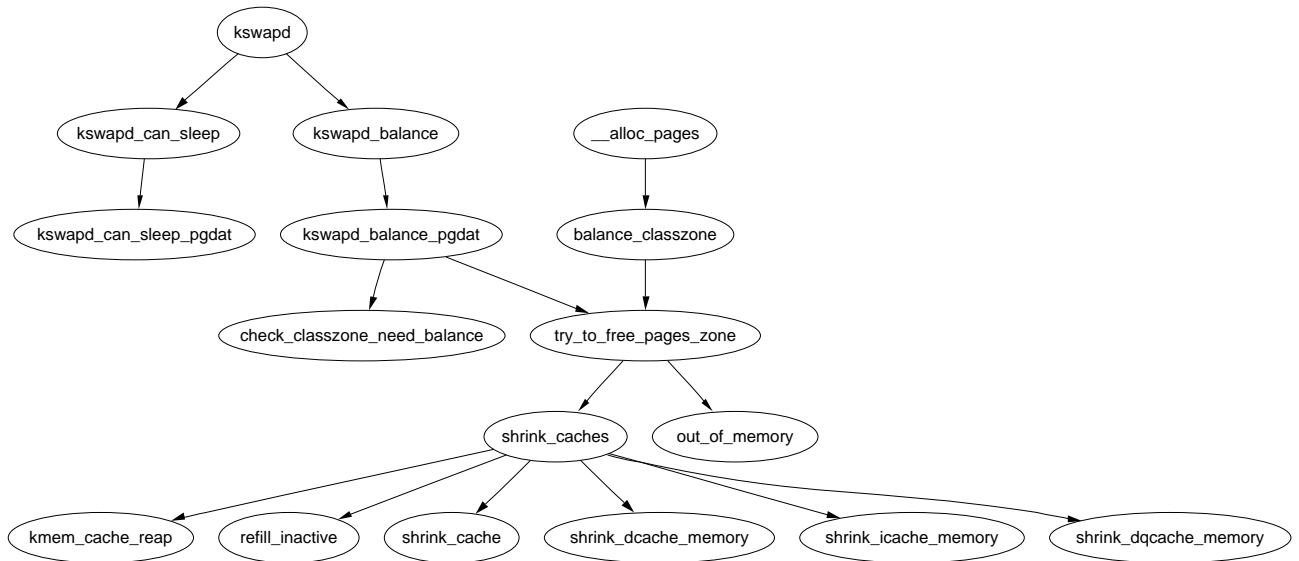 kswapd
kswapd_can_sleep
kswapd_balance
__alloc_pages
kswapd_can_sleep_pgdat
kswapd_balance_pgdat
balance_classzone
check_classzone_need_balance
try_to_free_pages_zone
shrink_caches
out_of_memory
kmem_cache_reap
refill_inactive
shrink_cache
shrink_dcache_memory
shrink_icache_memory
shrink_dqcache_memory